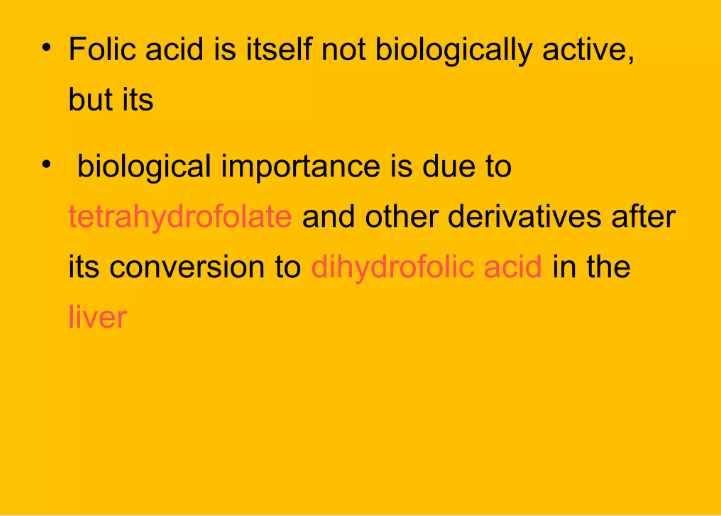 • Folic acid is itself not biologically active,
but its
• biological importance is due to
tetrahydrofolate and other derivatives after
its conversion to dihydrofolic acid in the
liver